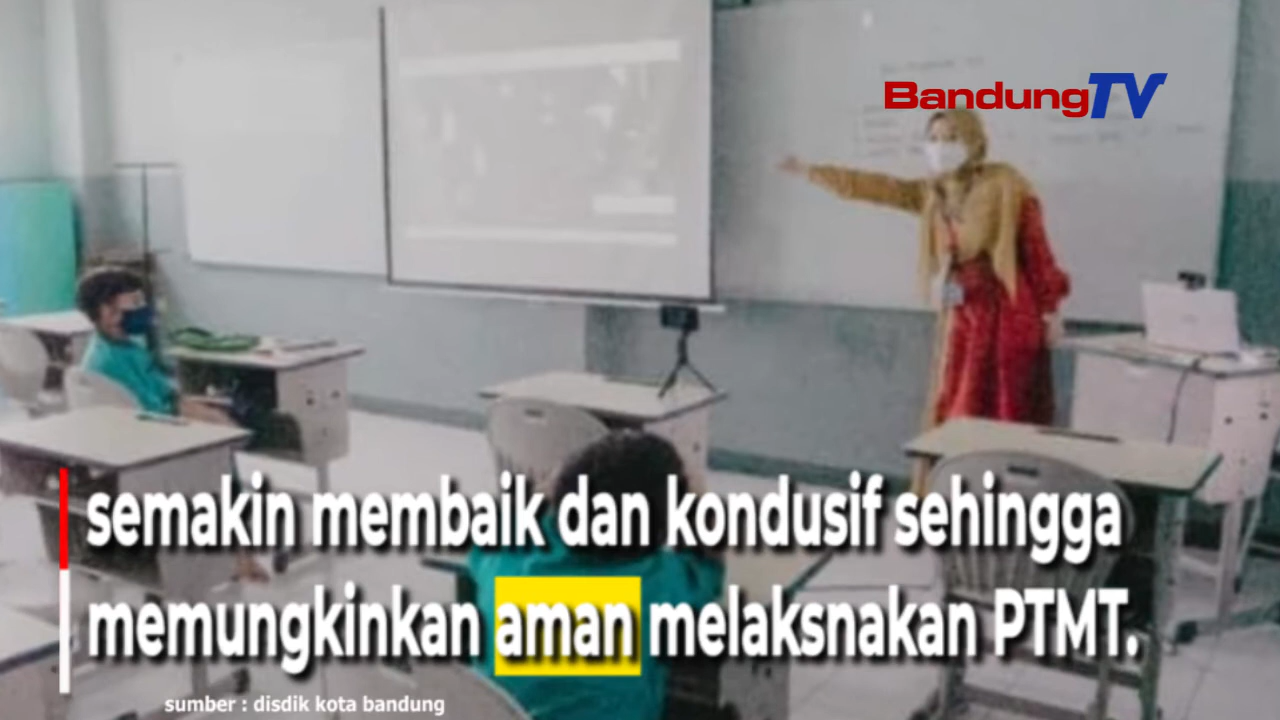 BandungTV
semakin membaik dan kondusif sehingga
memungkinkan aman melaksnakan PTMT.
sumber : disdik kota bandung